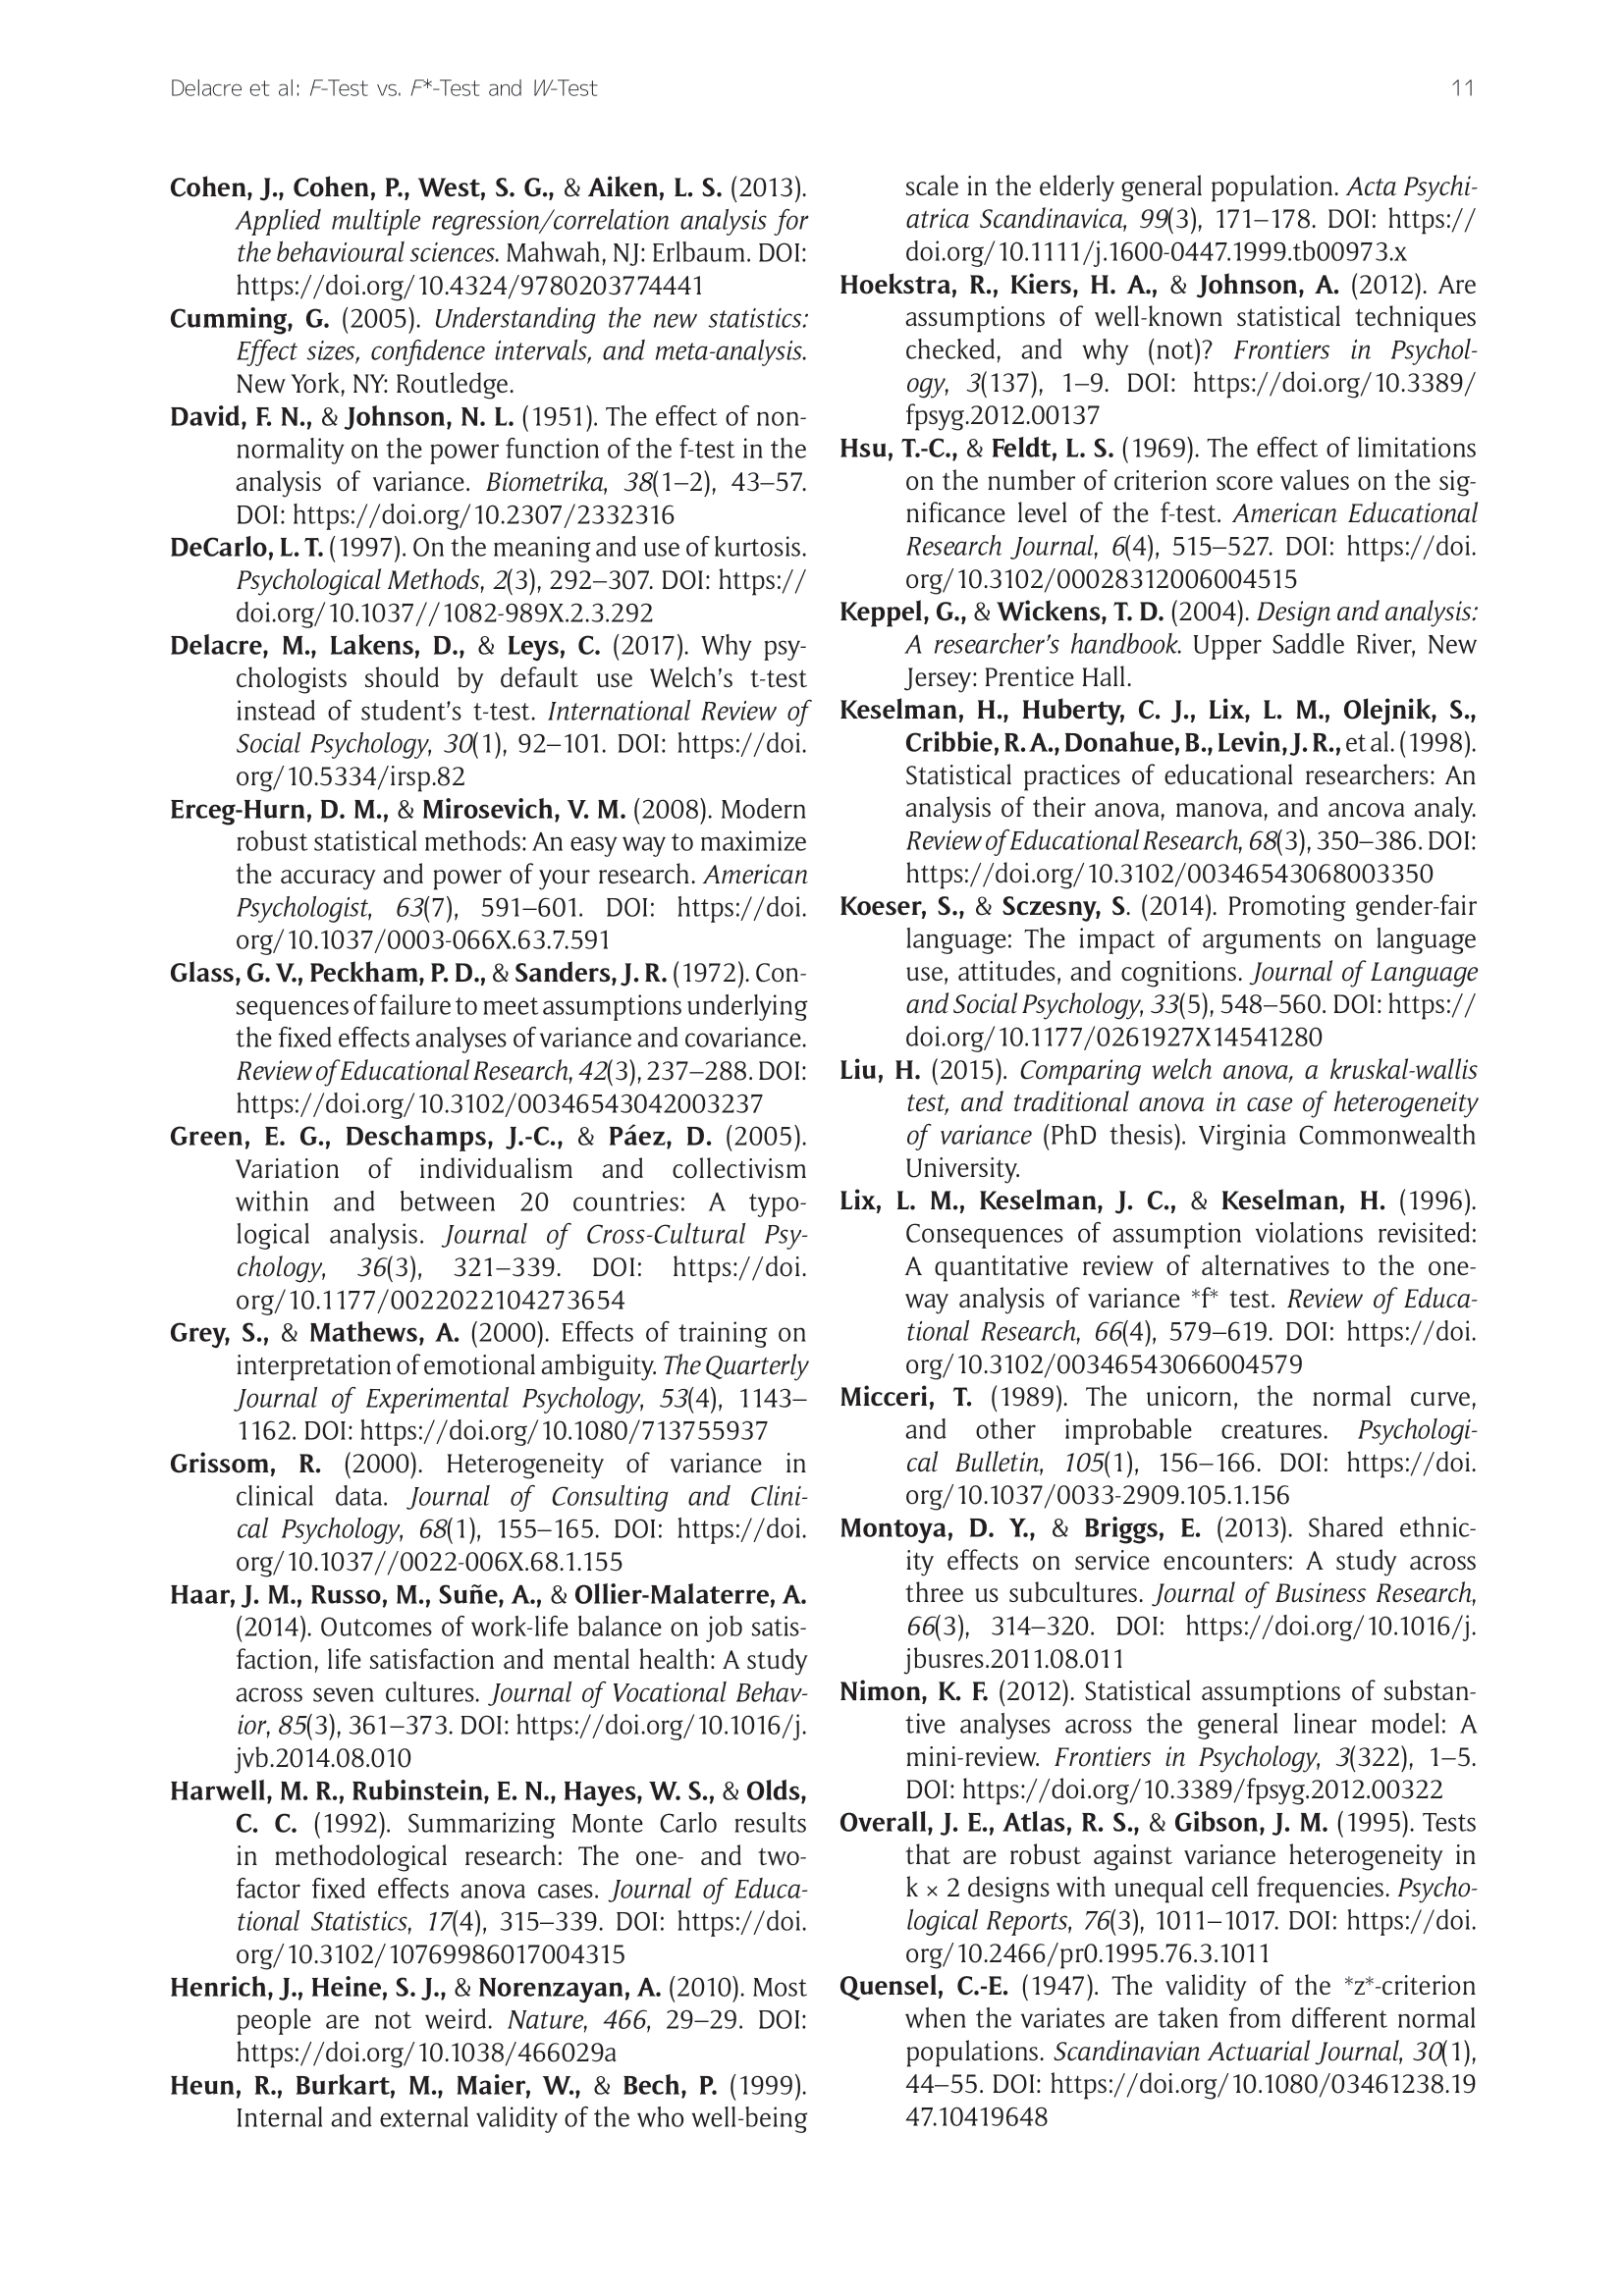 Delacre et al: F-Test vs. F*-Test and W-Test
11
Cohen, J., Cohen, P., West, S. G., & Aiken, L. S. (2013).
Applied multiple regression/correlation analysis for
the behavioural sciences. Mahwah, NJ: Erlbaum. DOI:
https://doi.org/10.4324/9780203774441
Cumming, G. (2005). Understanding the new statistics:
Effect sizes, confidence intervals, and meta-analysis.
New York, NY: Routledge.
David, F. N., & Johnson, N. L. (1951). The effect of non-
normality on the power function of the f-test in the
analysis of variance. Biometrika, 38(1–2), 43–57.
DOI: https://doi.org/10.2307/2332316
DeCarlo, L. T. (1997). On the meaning and use of kurtosis.
Psychological Methods, 2(3), 292–307. DOI: https://
doi.org/10.1037//1082-989X.2.3.292
Delacre, M., Lakens, D., & Leys, C. (2017). Why psy-
chologists should by default use Welch’s t-test
instead of student’s t-test. International Review of
Social Psychology, 30(1), 92–101. DOI: https://doi.
org/10.5334/irsp.82
Erceg-Hurn, D. M., & Mirosevich, V. M. (2008). Modern
robust statistical methods: An easy way to maximize
the accuracy and power of your research. American
Psychologist, 63(7), 591–601. DOI: https://doi.
org/10.1037/0003-066X.63.7.591
Glass, G. V., Peckham, P. D., & Sanders, J. R. (1972). Con-
sequences of failure to meet assumptions underlying
the fixed effects analyses of variance and covariance.
Review of Educational Research, 42(3), 237–288. DOI:
https://doi.org/10.3102/00346543042003237
Green, E. G., Deschamps, J.-C., & Páez, D. (2005).
Variation of individualism and collectivism
within and between 20 countries: A typo-
logical analysis. Journal of Cross-Cultural Psy-
chology, 36(3), 321–339. DOI: https://doi.
org/10.1177/0022022104273654
Grey, S., & Mathews, A. (2000). Effects of training on
interpretation of emotional ambiguity. The Quarterly
Journal of Experimental Psychology, 53(4), 1143–
1162. DOI: https://doi.org/10.1080/713755937
Grissom, R. (2000). Heterogeneity of variance in
clinical data. Journal of Consulting and Clini-
cal Psychology, 68(1), 155–165. DOI: https://doi.
org/10.1037//0022-006X.68.1.155
Haar, J. M., Russo, M., Suñe, A., & Ollier-Malaterre, A.
(2014). Outcomes of work-life balance on job satis-
faction, life satisfaction and mental health: A study
across seven cultures. Journal of Vocational Behav-
ior, 85(3), 361–373. DOI: https://doi.org/10.1016/j.
jvb.2014.08.010
Harwell, M. R., Rubinstein, E. N., Hayes, W. S., & Olds,
C. C. (1992). Summarizing Monte Carlo results
in methodological research: The one- and two-
factor fixed effects anova cases. Journal of Educa-
tional Statistics, 17(4), 315–339. DOI: https://doi.
org/10.3102/10769986017004315
Henrich, J., Heine, S. J., & Norenzayan, A. (2010). Most
people are not weird. Nature, 466, 29–29. DOI:
https://doi.org/10.1038/466029a
Heun, R., Burkart, M., Maier, W., & Bech, P. (1999).
Internal and external validity of the who well-being
scale in the elderly general population. Acta Psychi-
atrica Scandinavica, 99(3), 171–178. DOI: https://
doi.org/10.1111/j.1600-0447.1999.tb00973.x
Hoekstra, R., Kiers, H. A., & Johnson, A. (2012). Are
assumptions of well-known statistical techniques
checked, and why (not)? Frontiers in Psychol-
ogy, 3(137), 1–9. DOI: https://doi.org/10.3389/
fpsyg.2012.00137
Hsu, T.-C., & Feldt, L. S. (1969). The effect of limitations
on the number of criterion score values on the sig-
nificance level of the f-test. American Educational
Research Journal, 6(4), 515–527. DOI: https://doi.
org/10.3102/00028312006004515
Keppel, G., & Wickens, T. D. (2004). Design and analysis:
A researcher’s handbook. Upper Saddle River, New
Jersey: Prentice Hall.
Keselman, H., Huberty, C. J., Lix, L. M., Olejnik, S.,
Cribbie, R. A., Donahue, B., Levin, J. R., et al. (1998).
Statistical practices of educational researchers: An
analysis of their anova, manova, and ancova analy.
Review of Educational Research, 68(3), 350–386. DOI:
https://doi.org/10.3102/00346543068003350
Koeser, S., & Sczesny, S. (2014). Promoting gender-fair
language: The impact of arguments on language
use, attitudes, and cognitions. Journal of Language
and Social Psychology, 33(5), 548–560. DOI: https://
doi.org/10.1177/0261927X14541280
Liu, H. (2015). Comparing welch anova, a kruskal-wallis
test, and traditional anova in case of heterogeneity
of variance (PhD thesis). Virginia Commonwealth
University.
Lix, L. M., Keselman, J. C., & Keselman, H. (1996).
Consequences of assumption violations revisited:
A quantitative review of alternatives to the one-
way analysis of variance *f* test. Review of Educa-
tional Research, 66(4), 579–619. DOI: https://doi.
org/10.3102/00346543066004579
Micceri, T. (1989). The unicorn, the normal curve,
and other improbable creatures. Psychologi-
cal Bulletin, 105(1), 156–166. DOI: https://doi.
org/10.1037/0033-2909.105.1.156
Montoya, D. Y., & Briggs, E. (2013). Shared ethnic-
ity effects on service encounters: A study across
three us subcultures. Journal of Business Research,
66(3), 314–320. DOI: https://doi.org/10.1016/j.
jbusres.2011.08.011
Nimon, K. F. (2012). Statistical assumptions of substan-
tive analyses across the general linear model: A
mini-review. Frontiers in Psychology, 3(322), 1–5.
DOI: https://doi.org/10.3389/fpsyg.2012.00322
Overall, J. E., Atlas, R. S., & Gibson, J. M. (1995). Tests
that are robust against variance heterogeneity in
k × 2 designs with unequal cell frequencies. Psycho-
logical Reports, 76(3), 1011–1017. DOI: https://doi.
org/10.2466/pr0.1995.76.3.1011
Quensel, C.-E. (1947). The validity of the *z*-criterion
when the variates are taken from different normal
populations. Scandinavian Actuarial Journal, 30(1),
44–55. DOI: https://doi.org/10.1080/03461238.19
47.10419648